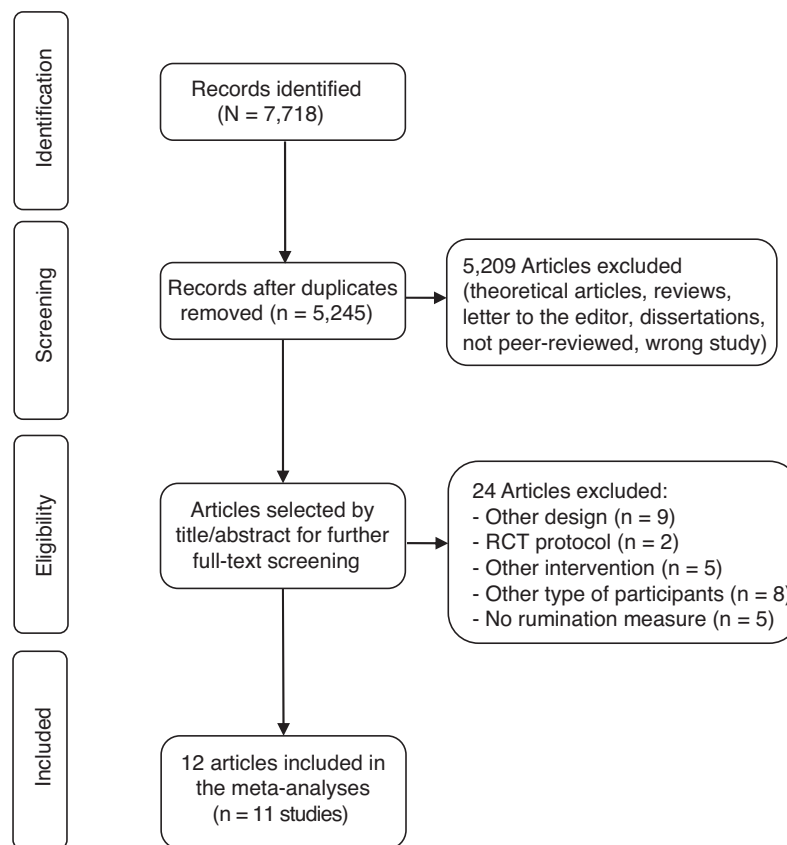 Identification
Records identified
(N = 7,718)
Screening
Records after duplicates
removed (n = 5,245)
5,209 Articles excluded
(theoretical articles, reviews,
letter to the editor, dissertations,
not peer-reviewed, wrong study)
Eligibility
Articles selected by
title/abstract for further
full-text screening
24 Articles excluded:
- Other design (n = 9)
- RCT protocol (n = 2)
- Other intervention (n = 5)
- Other type of participants (n = 8)
- No rumination measure (n = 5)
Included
12 articles included in
the meta-analyses
(n = 11 studies)